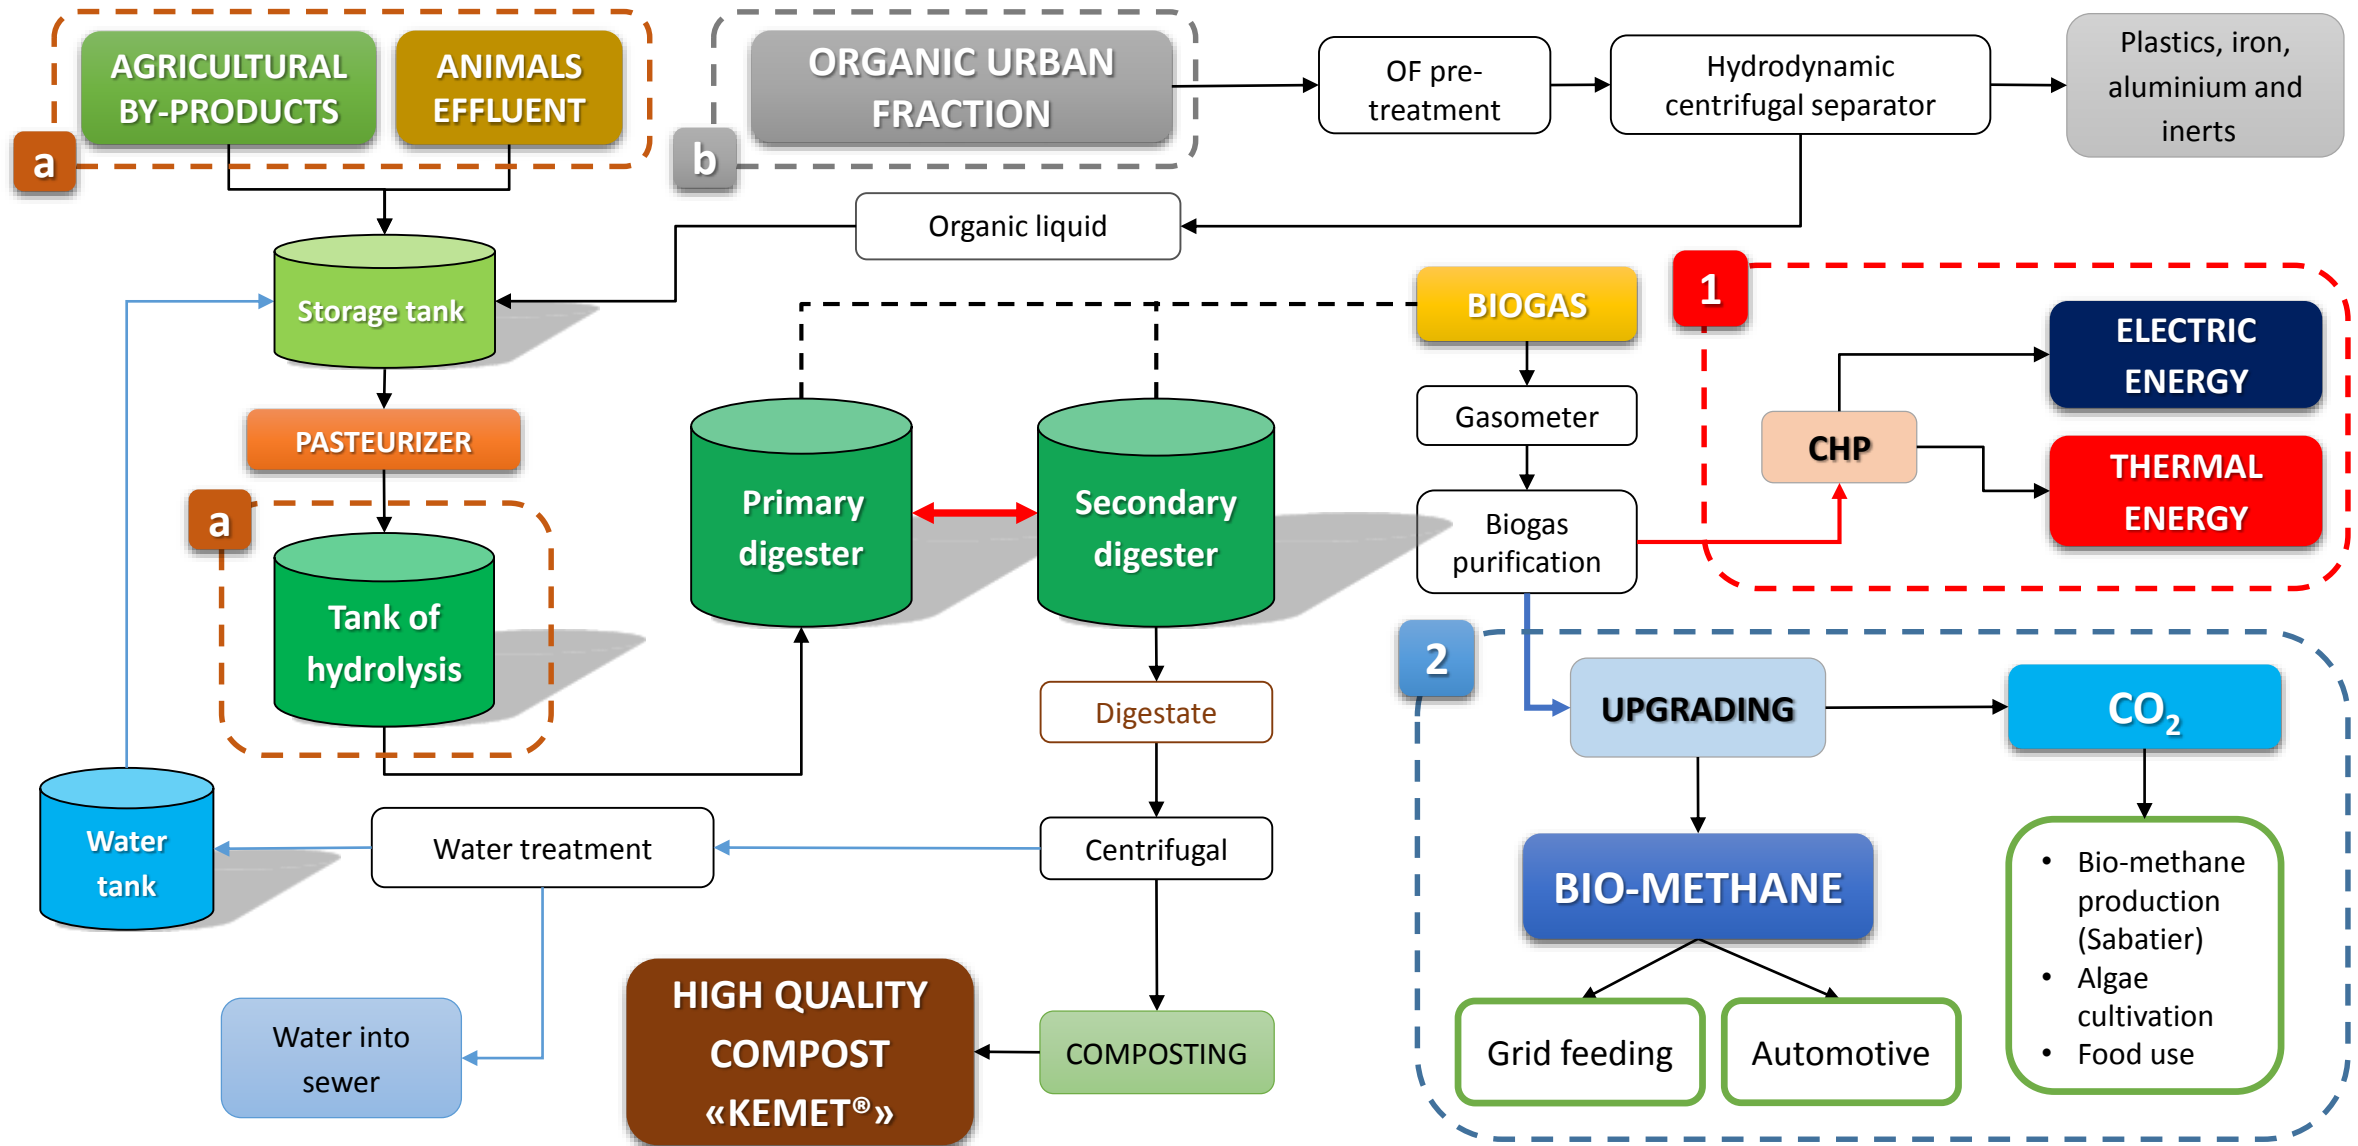 AGRICULTURAL
BY-PRODUCTS
ANIMALS
EFFLUENT
a
ORGANIC URBAN
FRACTION
b
OF pre-
treatment
Hydrodynamic
centrifugal separator
Plastics, iron,
aluminium and
inerts
Organic liquid
Storage tank
PASTEURIZER
a
Tank of
hydrolysis
Primary
digester
Secondary
digester
BIOGAS
Gasometer
Biogas
purification
1
CHP
ELECTRIC
ENERGY
THERMAL
ENERGY
2
UPGRADING
CO₂
BIO-METHANE
Grid feeding
Automotive
• Bio-methane
production
(Sabatier)
• Algae
cultivation
• Food use
Digestate
Centrifugal
Water treatment
Water
tank
Water into
sewer
COMPOSTING
HIGH QUALITY
COMPOST
«KEMET®»